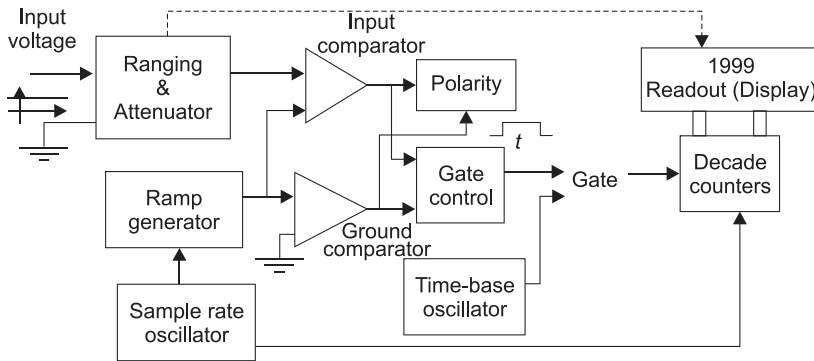 Input
voltage
Ranging
&
Attenuator
Input
comparator
Polarity
1999
Readout (Display)
t
Gate
control
Gate
Decade
counters
Ramp
generator
Ground
comparator
Time-base
oscillator
Sample rate
oscillator